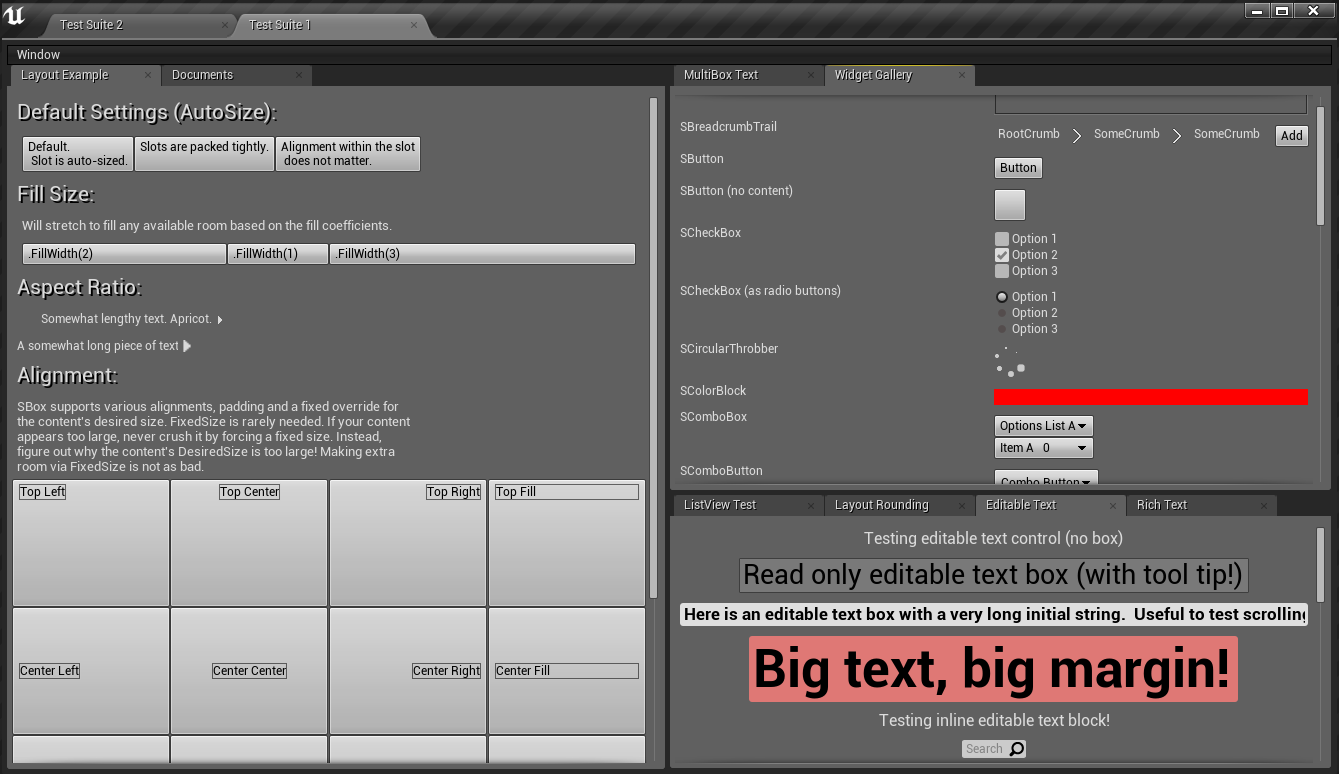 Test Suite 2
Test Suite 1
Window
Layout Example
Documents
Default Settings (AutoSize):
Default.
Slot is auto-sized.
Slots are packed tightly.
Alignment within the slot
does not matter.
Fill Size:
Will stretch to fill any available room based on the fill coefficients.
.FillWidth(2)
.FillWidth(1)
.FillWidth(3)
Aspect Ratio:
Somewhat lengthy text. Apricot.
A somewhat long piece of text
Alignment:
SBox supports various alignments, padding and a fixed override for
the content's desired size. FixedSize is rarely needed. If your content
appears too large, never crush it by forcing a fixed size. Instead,
figure out why the content's DesiredSize is too large! Making extra
room via FixedSize is not as bad.
Top Left
Top Center
Top Right
Top Fill
Center Left
Center Center
Center Right
Center Fill
MultiBox Text
Widget Gallery
SBreadcrumbTrail
RootCrumb
SomeCrumb
SomeCrumb
Add
SButton
Button
SButton (no content)
SCheckBox
Option 1
Option 2
Option 3
SCheckBox (as radio buttons)
Option 1
Option 2
Option 3
SCircularThrobber
SColorBlock
SComboBox
Options List A
Item A 0
SComboButton
Combo Button
ListView Test
Layout Rounding
Editable Text
Rich Text
Testing editable text control (no box)
Read only editable text box (with tool tip!)
Here is an editable text box with a very long initial string. Useful to test scrolling
Big text, big margin!
Testing inline editable text block!
Search